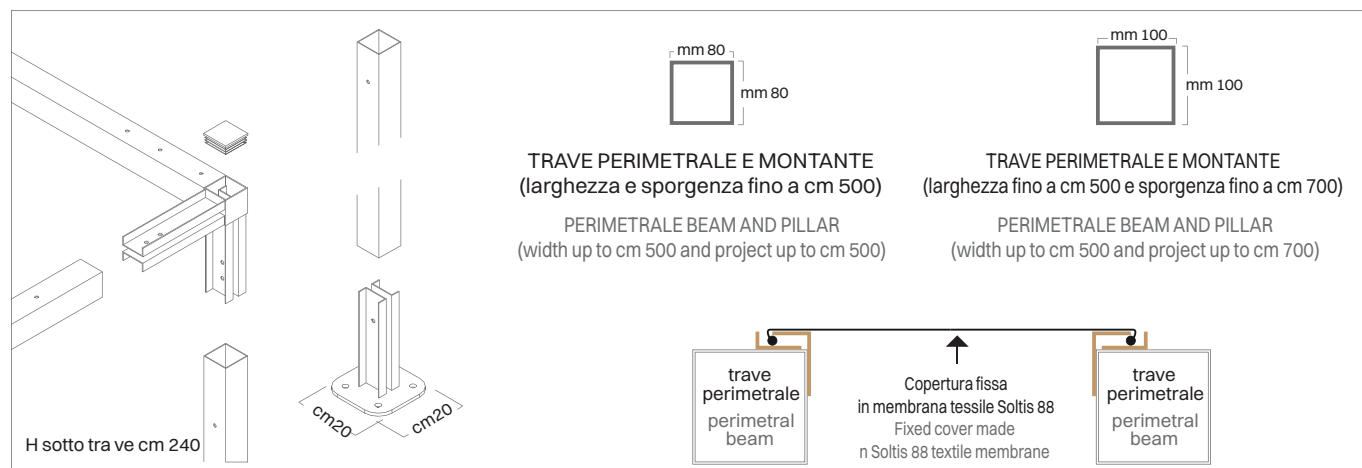 mm 80
mm 80
TRAVE PERIMETRALE E MONTANTE
(larghezza e sporgenza fino a cm 500)
PERIMETRALE BEAM AND PILLAR
(width up to cm 500 and project up to cm 500)
mm 100
mm 100
TRAVE PERIMETRALE E MONTANTE
(larghezza fino a cm 500 e sporgenza fino a cm 700)
PERIMETRALE BEAM AND PILLAR
(width up to cm 500 and project up to cm 700)
H sotto tra ve cm 240
cm20
cm20
trave
perimetrale
perimetral
beam
Copertura fissa
in membrana tessile Soltis 88
Fixed cover made
n Soltis 88 textile membrane
trave
perimetrale
perimetral
beam